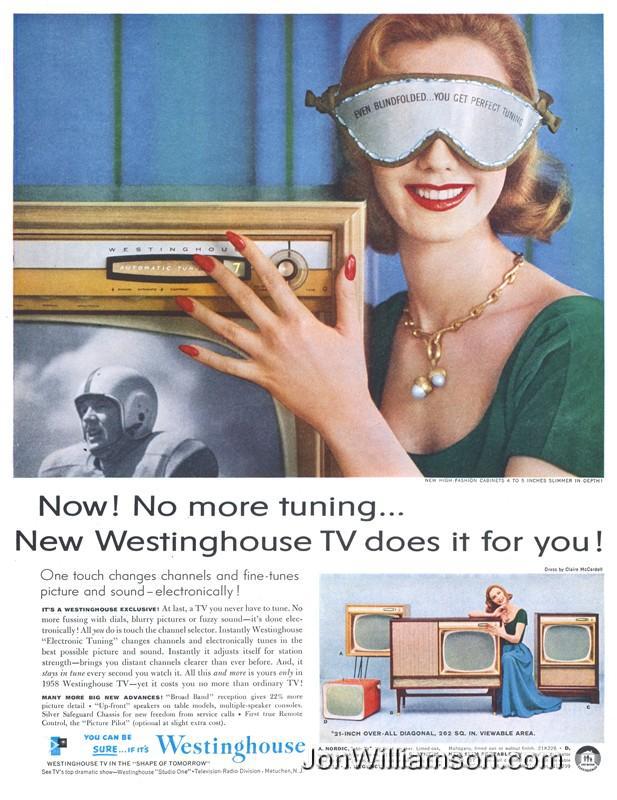 EVEN BLINDFOLDED...YOU GET PERFECT TUNING
WESTINGHOU
AUTOMATIC TUN
7
NEW HIGH-FASHION CABINETS 4 TO 5 INCHES SLIMMER IN DEPTH!
Now! No more tuning...
New Westinghouse TV does it for you!
Dress by Claire McCardell
One touch changes channels and fine-tunes
picture and sound–electronically!
IT'S A WESTINGHOUSE EXCLUSIVE! At last, a TV you never have to tune. No
more fussing with dials, blurry pictures or fuzzy sound—it's done elec-
tronically! All you do is touch the channel selector. Instantly Westinghouse
"Electronic Tuning" changes channels and electronically tunes in the
best possible picture and sound. Instantly it adjusts itself for station
strength—brings you distant channels clearer than ever before. And, it
stays in tune every second you watch it. All this and more is yours only in
1958 Westinghouse TV—yet it costs you no more than ordinary TV!
MANY MORE BIG NEW ADVANCES! "Broad Band" reception gives 22% more
picture detail • "Up-front" speakers on table models, multiple-speaker consoles.
Silver Safeguard Chassis for new freedom from service calls • First true Remote
Control, the "Picture Pilot" (optional at slight extra cost).
A
B
C
D
*21-INCH OVER-ALL DIAGONAL, 262 SQ. IN. VIEWABLE AREA.
YOU CAN BE
SURE...IF IT'S Westinghouse
WESTINGHOUSE TV IN THE "SHAPE OF TOMORROW"
See TV's top dramatic show—Westinghouse "Studio One" • Television-Radio Division - Metuchen, N.J.
A. NORDIC,
JonWilliamson.com